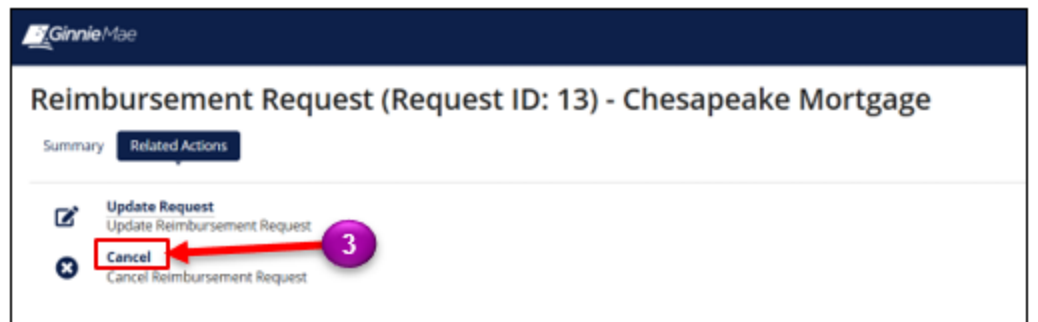 GinnieMae
Reimbursement Request (Request ID: 13) - Chesapeake Mortgage
Summary Related Actions
Update Request
Update Reimbursement Request
3
Cancel
Cancel Reimbursement Request